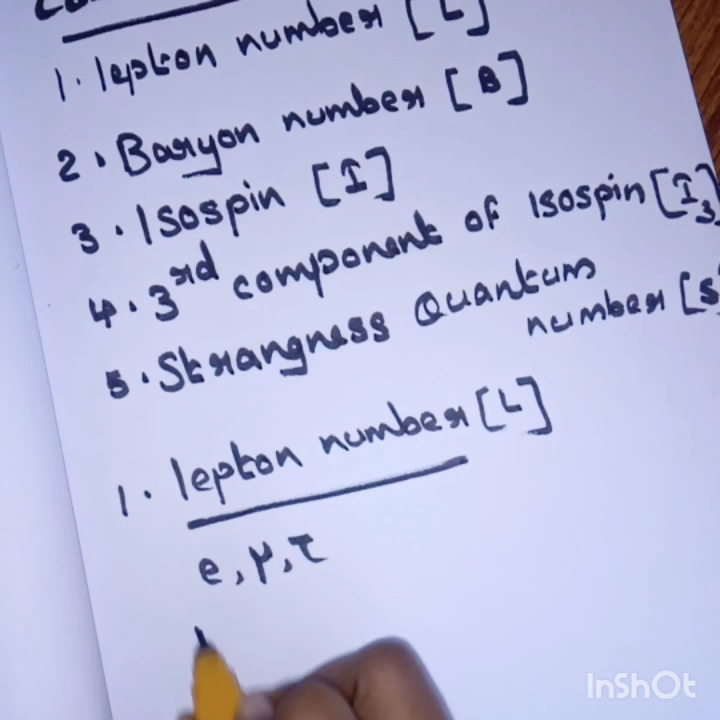 1. lepton number [L]
2. Baryon number [B]
3. Isospin [I]
4. 3rd component of Isospin [I3]
5. Strangness Quantum
number [S]
1. lepton number [L]
e, μ, τ
InShOt